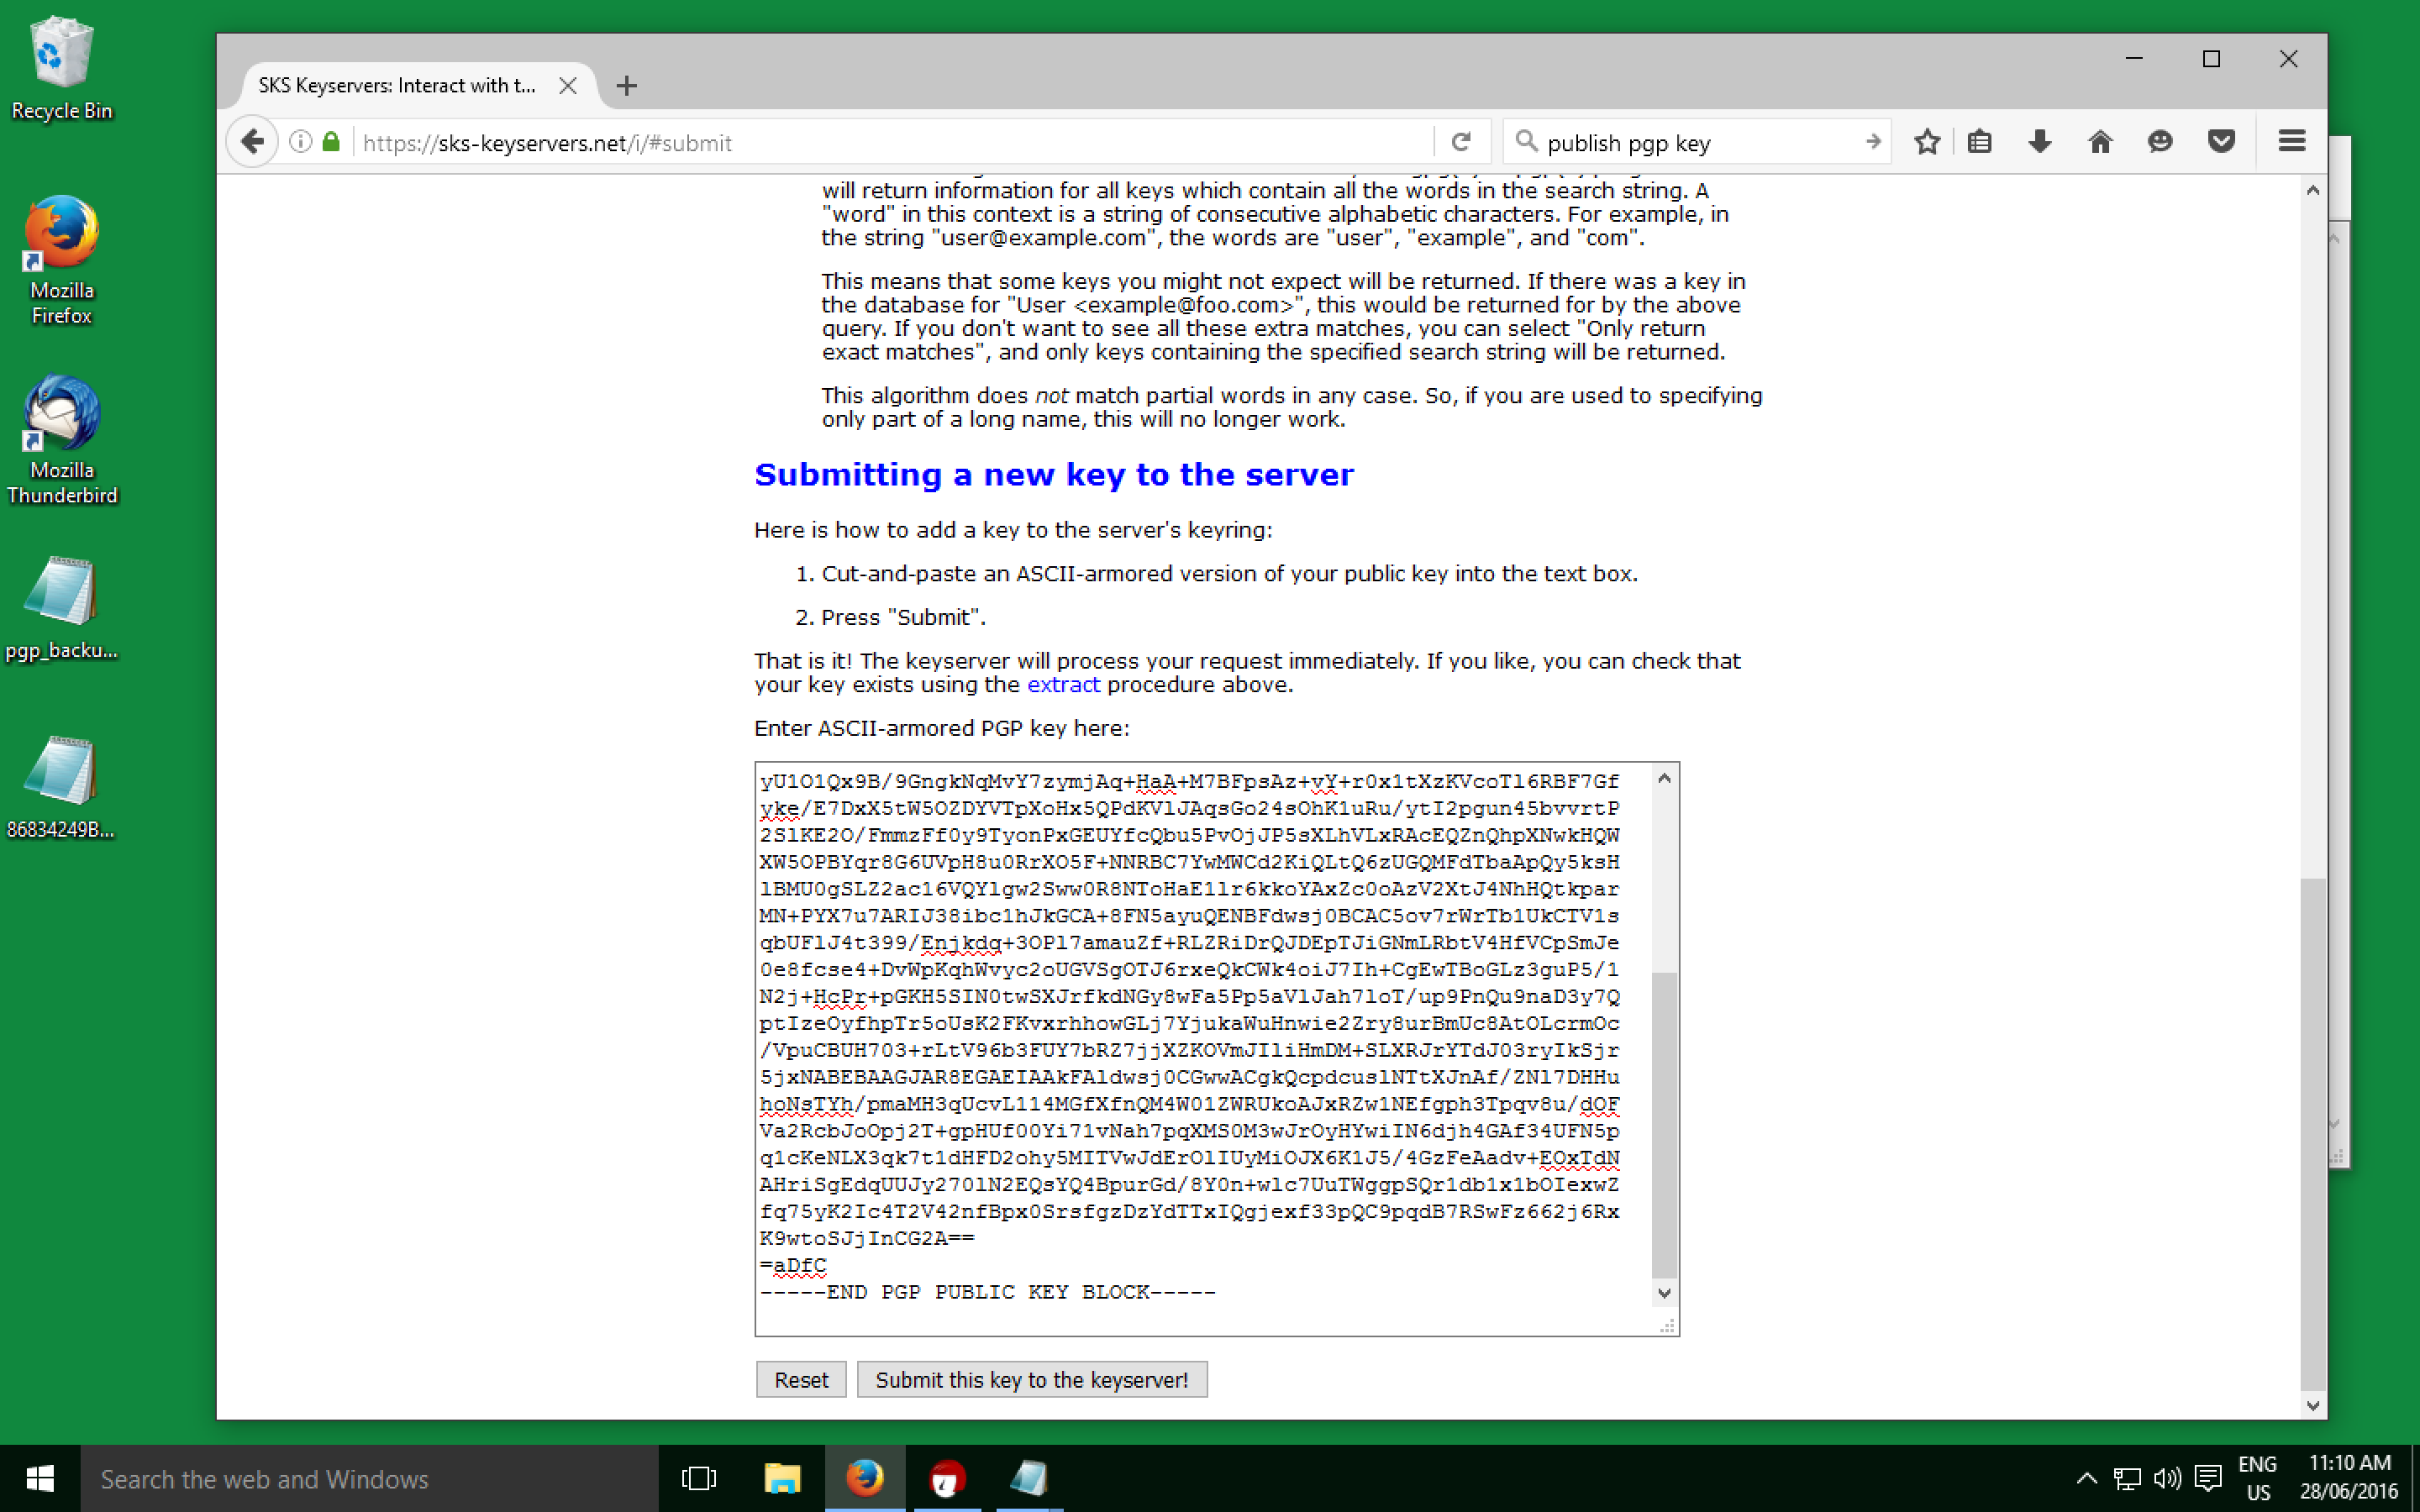 Recycle Bin
Mozilla
Firefox
Mozilla
Thunderbird
pgp_backu...
86834249B...
SKS Keyservers: Interact with t...
https://sks-keyservers.net/i/#submit
publish pgp key
will return information for all keys which contain all the words in the search string. A
"word" in this context is a string of consecutive alphabetic characters. For example, in
the string "user@example.com", the words are "user", "example", and "com".
This means that some keys you might not expect will be returned. If there was a key in
the database for "User <example@foo.com>", this would be returned for by the above
query. If you don't want to see all these extra matches, you can select "Only return
exact matches", and only keys containing the specified search string will be returned.
This algorithm does not match partial words in any case. So, if you are used to specifying
only part of a long name, this will no longer work.
Submitting a new key to the server
Here is how to add a key to the server's keyring:
1. Cut-and-paste an ASCII-armored version of your public key into the text box.
2. Press "Submit".
That is it! The keyserver will process your request immediately. If you like, you can check that
your key exists using the extract procedure above.
Enter ASCII-armored PGP key here:
yU1O1Qx9B/9GngkNqMvY7zymjAq+HaA+M7BFpsAz+vY+r0x1tXzKVcoTl6RBF7Gf
yke/E7DxX5tW5OZDYVTpXoHx5QPdKVlJAqsGo24sOhK1uRu/ytI2pgun45bvvrtP
2SlKE2O/FmmzFf0y9TyonPxGEUYfcQbu5PvOjJP5sXLhVLxRAcEQZnQhpXNwkHQW
XW5OPBYqr8G6UVpH8u0RrXO5F+NNRBC7YwMWCd2KiQLtQ6zUGQMFdTbaApQy5ksH
lBMU0gSLZ2ac16VQYlgw2Sww0R8NToHaE1lr6kkoYAxZc0oAzV2XtJ4NhHQtkpar
MN+PYX7u7ARIJ38ibc1hJkGCA+8FN5ayuQENBFdwsj0BCAC5ov7rWrTb1UkCTV1s
qbUFlJ4t399/Enjkdq+3OPl7amauZf+RLZRiDrQJDEpTJiGNmLRbtV4HfVCpSmJe
0e8fcse4+DvWpKqhWvyc2oUGVSgOTJ6rxeQkCWk4oiJ7Ih+CgEwTBoGLz3guP5/1
N2j+HcPr+pGKH5SIN0twSXJrfkdNGy8wFa5Pp5aVlJah7loT/up9PnQu9naD3y7Q
ptIzeOyfhpTr5oUsK2FKvxrhhowGLj7YjukaWuHnwie2Zry8urBmUc8AtOLcrmOc
/VpuCBUH703+rLtV96b3FUY7bRZ7jjXZKOVmJIliHmDM+SLXRJrYTdJ03ryIkSjr
5jxNABEBAAGJAR8EGAEIAAkFAldwsj0CGwwACgkQcpdcuslNTtXJnAf/ZNl7DHHu
hoNsTYh/pmaMH3qUcvL114MGfXfnQM4W01ZWRUkoAJxRZw1NEfgph3Tpqv8u/dOF
Va2RcbJoOpj2T+gpHUf00Yi71vNah7pqXMS0M3wJrOyHYwiIN6djh4GAf34UFN5p
q1cKeNLX3qk7t1dHFD2ohy5MITVwJdErOlIUyMiOJX6K1J5/4GzFeAadv+EOxTdN
AHriSgEdqUUJy270lN2EQsYQ4BpurGd/8Y0n+wlc7UuTWggpSQr1db1x1bOIexwZ
fq75yK2Ic4T2V42nfBpx0SrsfgzDzYdTTxIQgjexf33pQC9pqdB7RSwFz662j6Rx
K9wtoSJjInCG2A==
=aDfC
-----END PGP PUBLIC KEY BLOCK-----
Reset
Submit this key to the keyserver!
Search the web and Windows
ENG
US
11:10 AM
28/06/2016